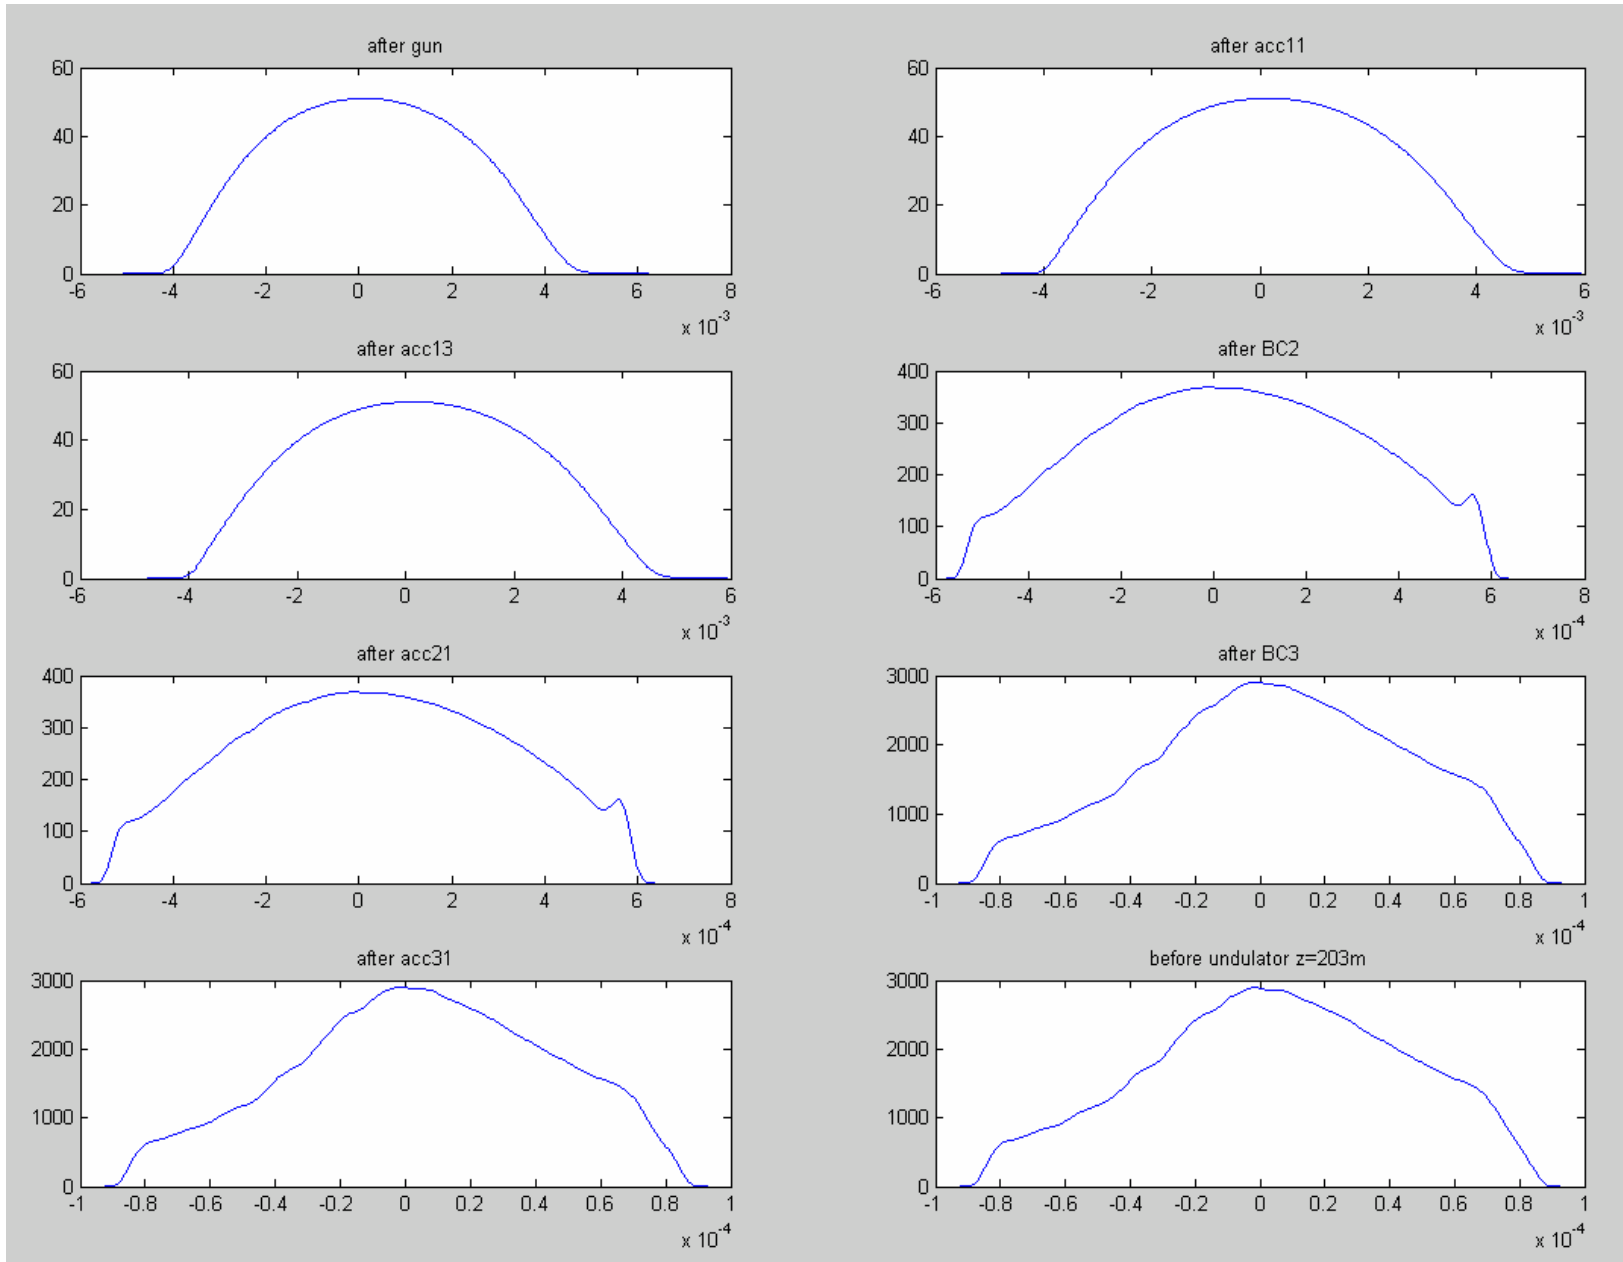 after gun
60
40
20
0
-6 -4 -2 0 2 4 6 8
x 10^-3
after acc11
60
40
20
0
-6 -4 -2 0 2 4 6
x 10^-3
after acc13
60
40
20
0
-6 -4 -2 0 2 4 6
x 10^-3
after BC2
400
300
200
100
0
-6 -4 -2 0 2 4 6 8
x 10^-4
after acc21
400
300
200
100
0
-6 -4 -2 0 2 4 6 8
x 10^-4
after BC3
3000
2000
1000
0
-1 -0.8 -0.6 -0.4 -0.2 0 0.2 0.4 0.6 0.8 1
x 10^-4
after acc31
3000
2000
1000
0
-1 -0.8 -0.6 -0.4 -0.2 0 0.2 0.4 0.6 0.8 1
x 10^-4
before undulator z=203m
3000
2000
1000
0
-1 -0.8 -0.6 -0.4 -0.2 0 0.2 0.4 0.6 0.8 1
x 10^-4